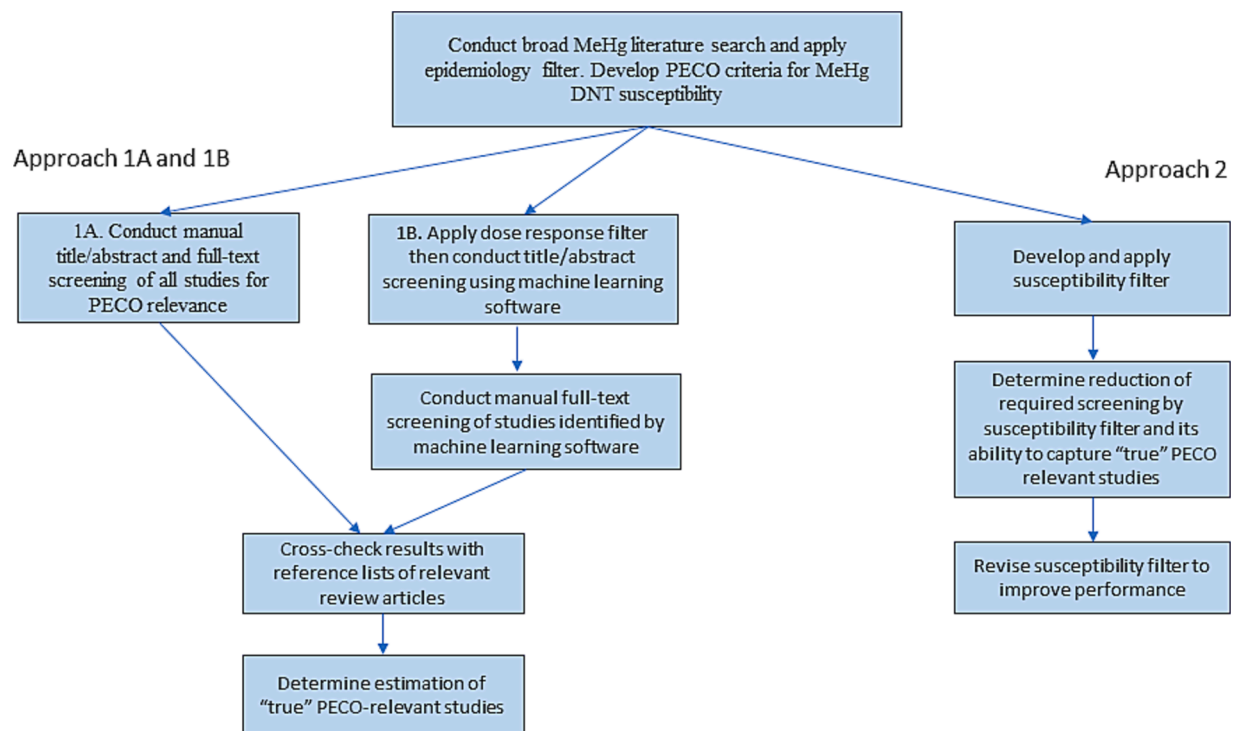 Conduct broad MeHg literature search and apply
epidemiology filter. Develop PECO criteria for MeHg
DNT susceptibility
Approach 1A and 1B
Approach 2
1A. Conduct manual
title/abstract and full-text
screening of all studies for
PECO relevance
1B. Apply dose response filter
then conduct title/abstract
screening using machine learning
software
Develop and apply
susceptibility filter
Conduct manual full-text
screening of studies identified by
machine learning software
Determine reduction of
required screening by
susceptibility filter and its
ability to capture “true” PECO
relevant studies
Cross-check results with
reference lists of relevant
review articles
Revise susceptibility filter to
improve performance
Determine estimation of
“true” PECO-relevant studies